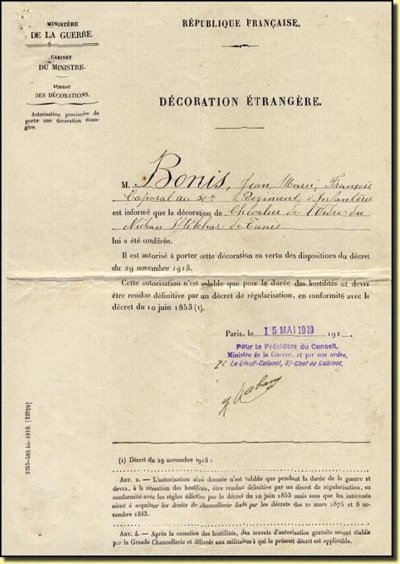 MINISTÈRE
DE LA GUERRE.
CABINET
DU MINISTRE.
BUREAU
DES DÉCORATIONS.
Autorisation provisoire de
porter une décoration étran-
gère
RÉPUBLIQUE FRANÇAISE.
DÉCORATION ÉTRANGÈRE.
M. Bonis, Jean, Marie, François
Caporal au 20e Régiment d'Infanterie
est informé que la décoration de Chevalier de l'Ordre du
Nichan Iftikhar de Tunis
lui a été conférée.
Il est autorisé à porter cette décoration en vertu des dispositions du décret
du 29 novembre 1915.
Cette autorisation n'est valable que pour la durée des hostilités et devra
être rendue définitive par un décret de régularisation, en conformité avec le
décret du 10 juin 1853 (1).
Paris, le 15 MAI 1919 191
Pour le Président du Conseil,
Ministre de la Guerre, et par son ordre,
Le Lieut-Colonel, S/-Chef du Cabinet,
(1) Décret du 29 novembre 1915 :
ART. 2. — L'autorisation ainsi donnée n'est valable que pendant la durée de la guerre et
devra, à la cessation des hostilités, être rendue définitive par un décret de régularisation, en
conformité avec les règles édictées par le décret du 10 juin 1853 mais sans que les intéressés
aient à acquitter les droits de chancellerie fixés par les décrets des 22 mars 1875 et 8 no-
vembre 1883.
ART. 4. — Après la cessation des hostilités, des brevets d'autorisation gratuits seront établis
par la Grande Chancellerie et délivrés aux militaires à qui le présent décret est applicable.